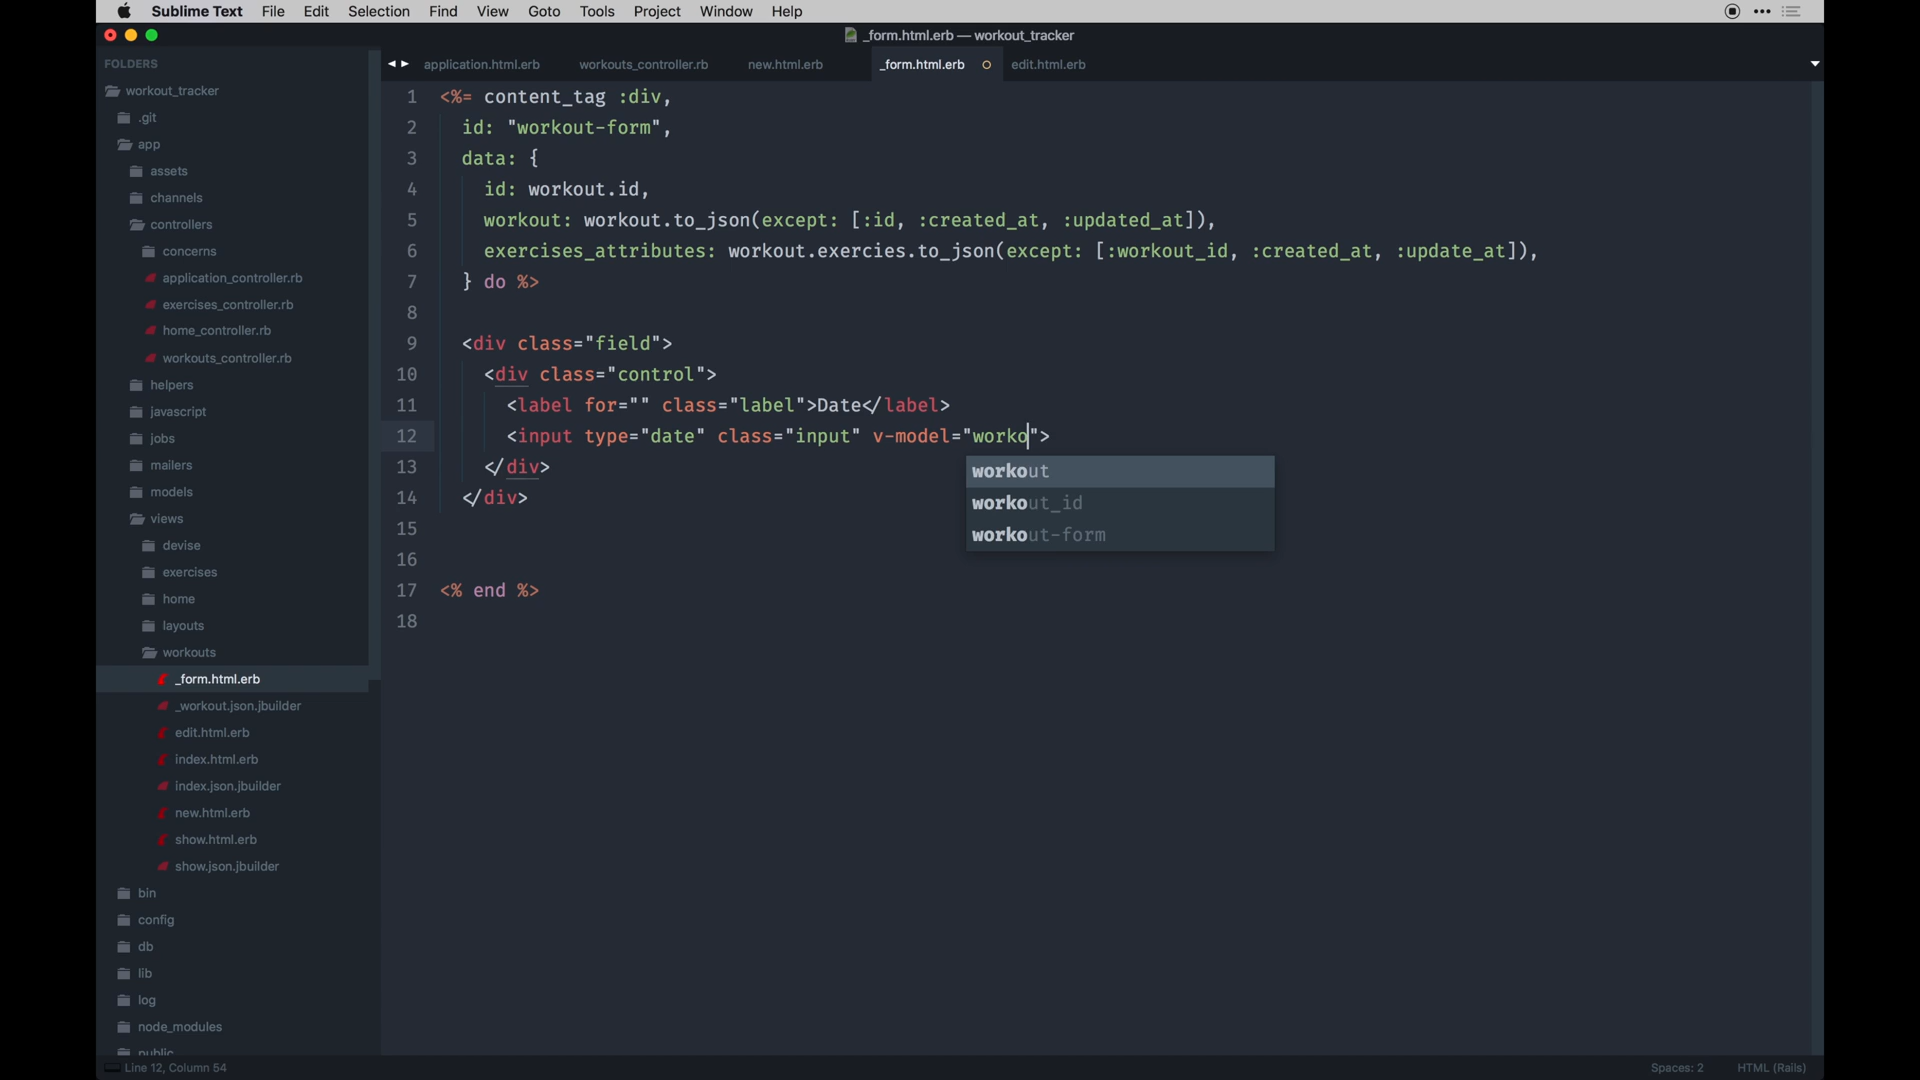 Sublime Text File Edit Selection Find View Goto Tools Project Window Help
_form.html.erb — workout_tracker
FOLDERS
workout_tracker
.git
app
assets
channels
controllers
concerns
application_controller.rb
exercises_controller.rb
home_controller.rb
workouts_controller.rb
helpers
javascript
jobs
mailers
models
views
devise
exercises
home
layouts
workouts
_form.html.erb
_workout.json.jbuilder
edit.html.erb
index.html.erb
index.json.jbuilder
new.html.erb
show.html.erb
show.json.jbuilder
bin
config
db
lib
log
node_modules
public
application.html.erb workouts_controller.rb new.html.erb _form.html.erb edit.html.erb
1 <%= content_tag :div,
2 id: "workout-form",
3 data: {
4 id: workout.id,
5 workout: workout.to_json(except: [:id, :created_at, :updated_at]),
6 exercises_attributes: workout.exercies.to_json(except: [:workout_id, :created_at, :update_at]),
7 } do %>
8
9 <div class="field">
10 <div class="control">
11 <label for="" class="label">Date</label>
12 <input type="date" class="input" v-model="worko">
workout
workout_id
workout-form
13 </div>
14 </div>
15
16
17 <% end %>
18
Line 12, Column 54 Spaces: 2 HTML (Rails)